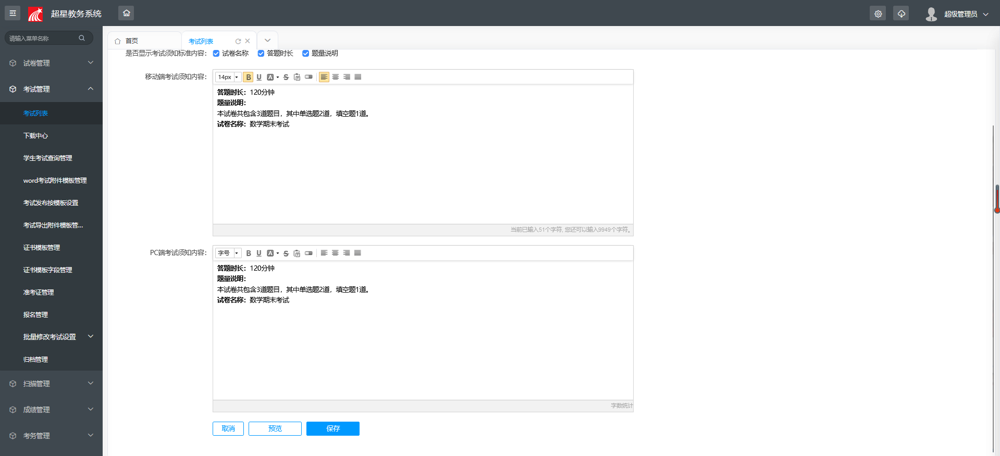 超星教务系统
超级管理员
请输入菜单名称
试卷管理
考试管理
考试列表
下载中心
学生考试查询管理
word考试附件模板管理
考试发布按模板设置
考试导出附件模板管...
证书模板管理
证书模板字段管理
准考证管理
报名管理
批量修改考试设置
归档管理
扫描管理
成绩管理
考务管理
首页
考试列表
是否显示考试须知标准内容： 试卷名称 答题时长 题量说明
移动端考试须知内容：
14px B U A S
答题时长：120分钟
题量说明：
本试卷共包含3道题目，其中单选题2道，填空题1道。
试卷名称：数学期末考试
当前已输入51个字符, 您还可以输入9949个字符。
PC端考试须知内容：
字号 B U A S
答题时长：120分钟
题量说明：
本试卷共包含3道题目，其中单选题2道，填空题1道。
试卷名称：数学期末考试
字数统计
取消 预览 保存